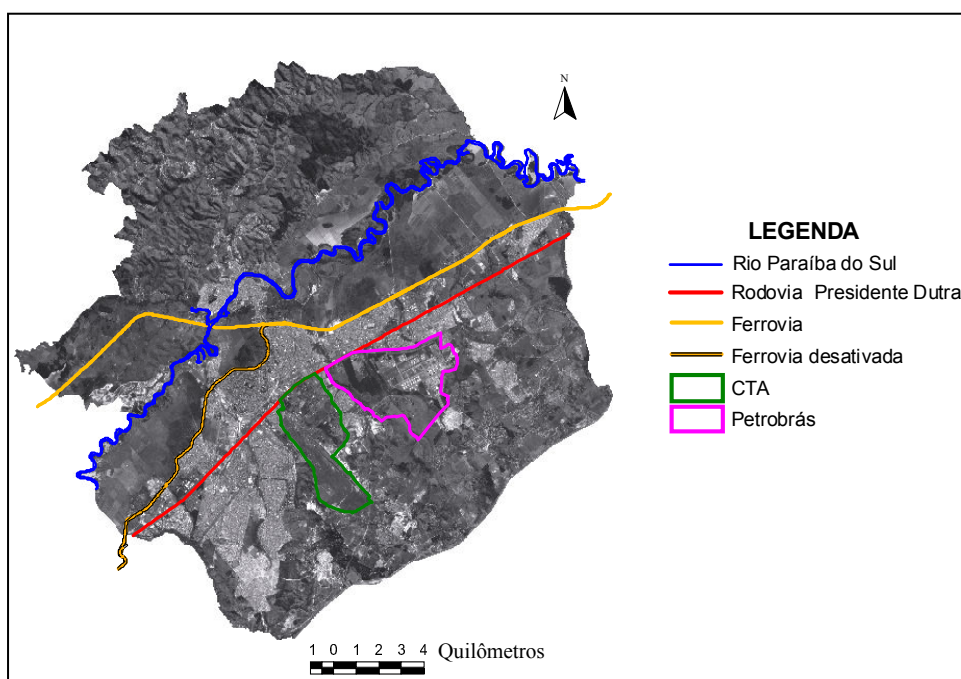 N
LEGENDA
Rio Paraíba do Sul
Rodovia Presidente Dutra
Ferrovia
Ferrovia desativada
CTA
Petrobrás
1 0 1 2 3 4 Quilômetros